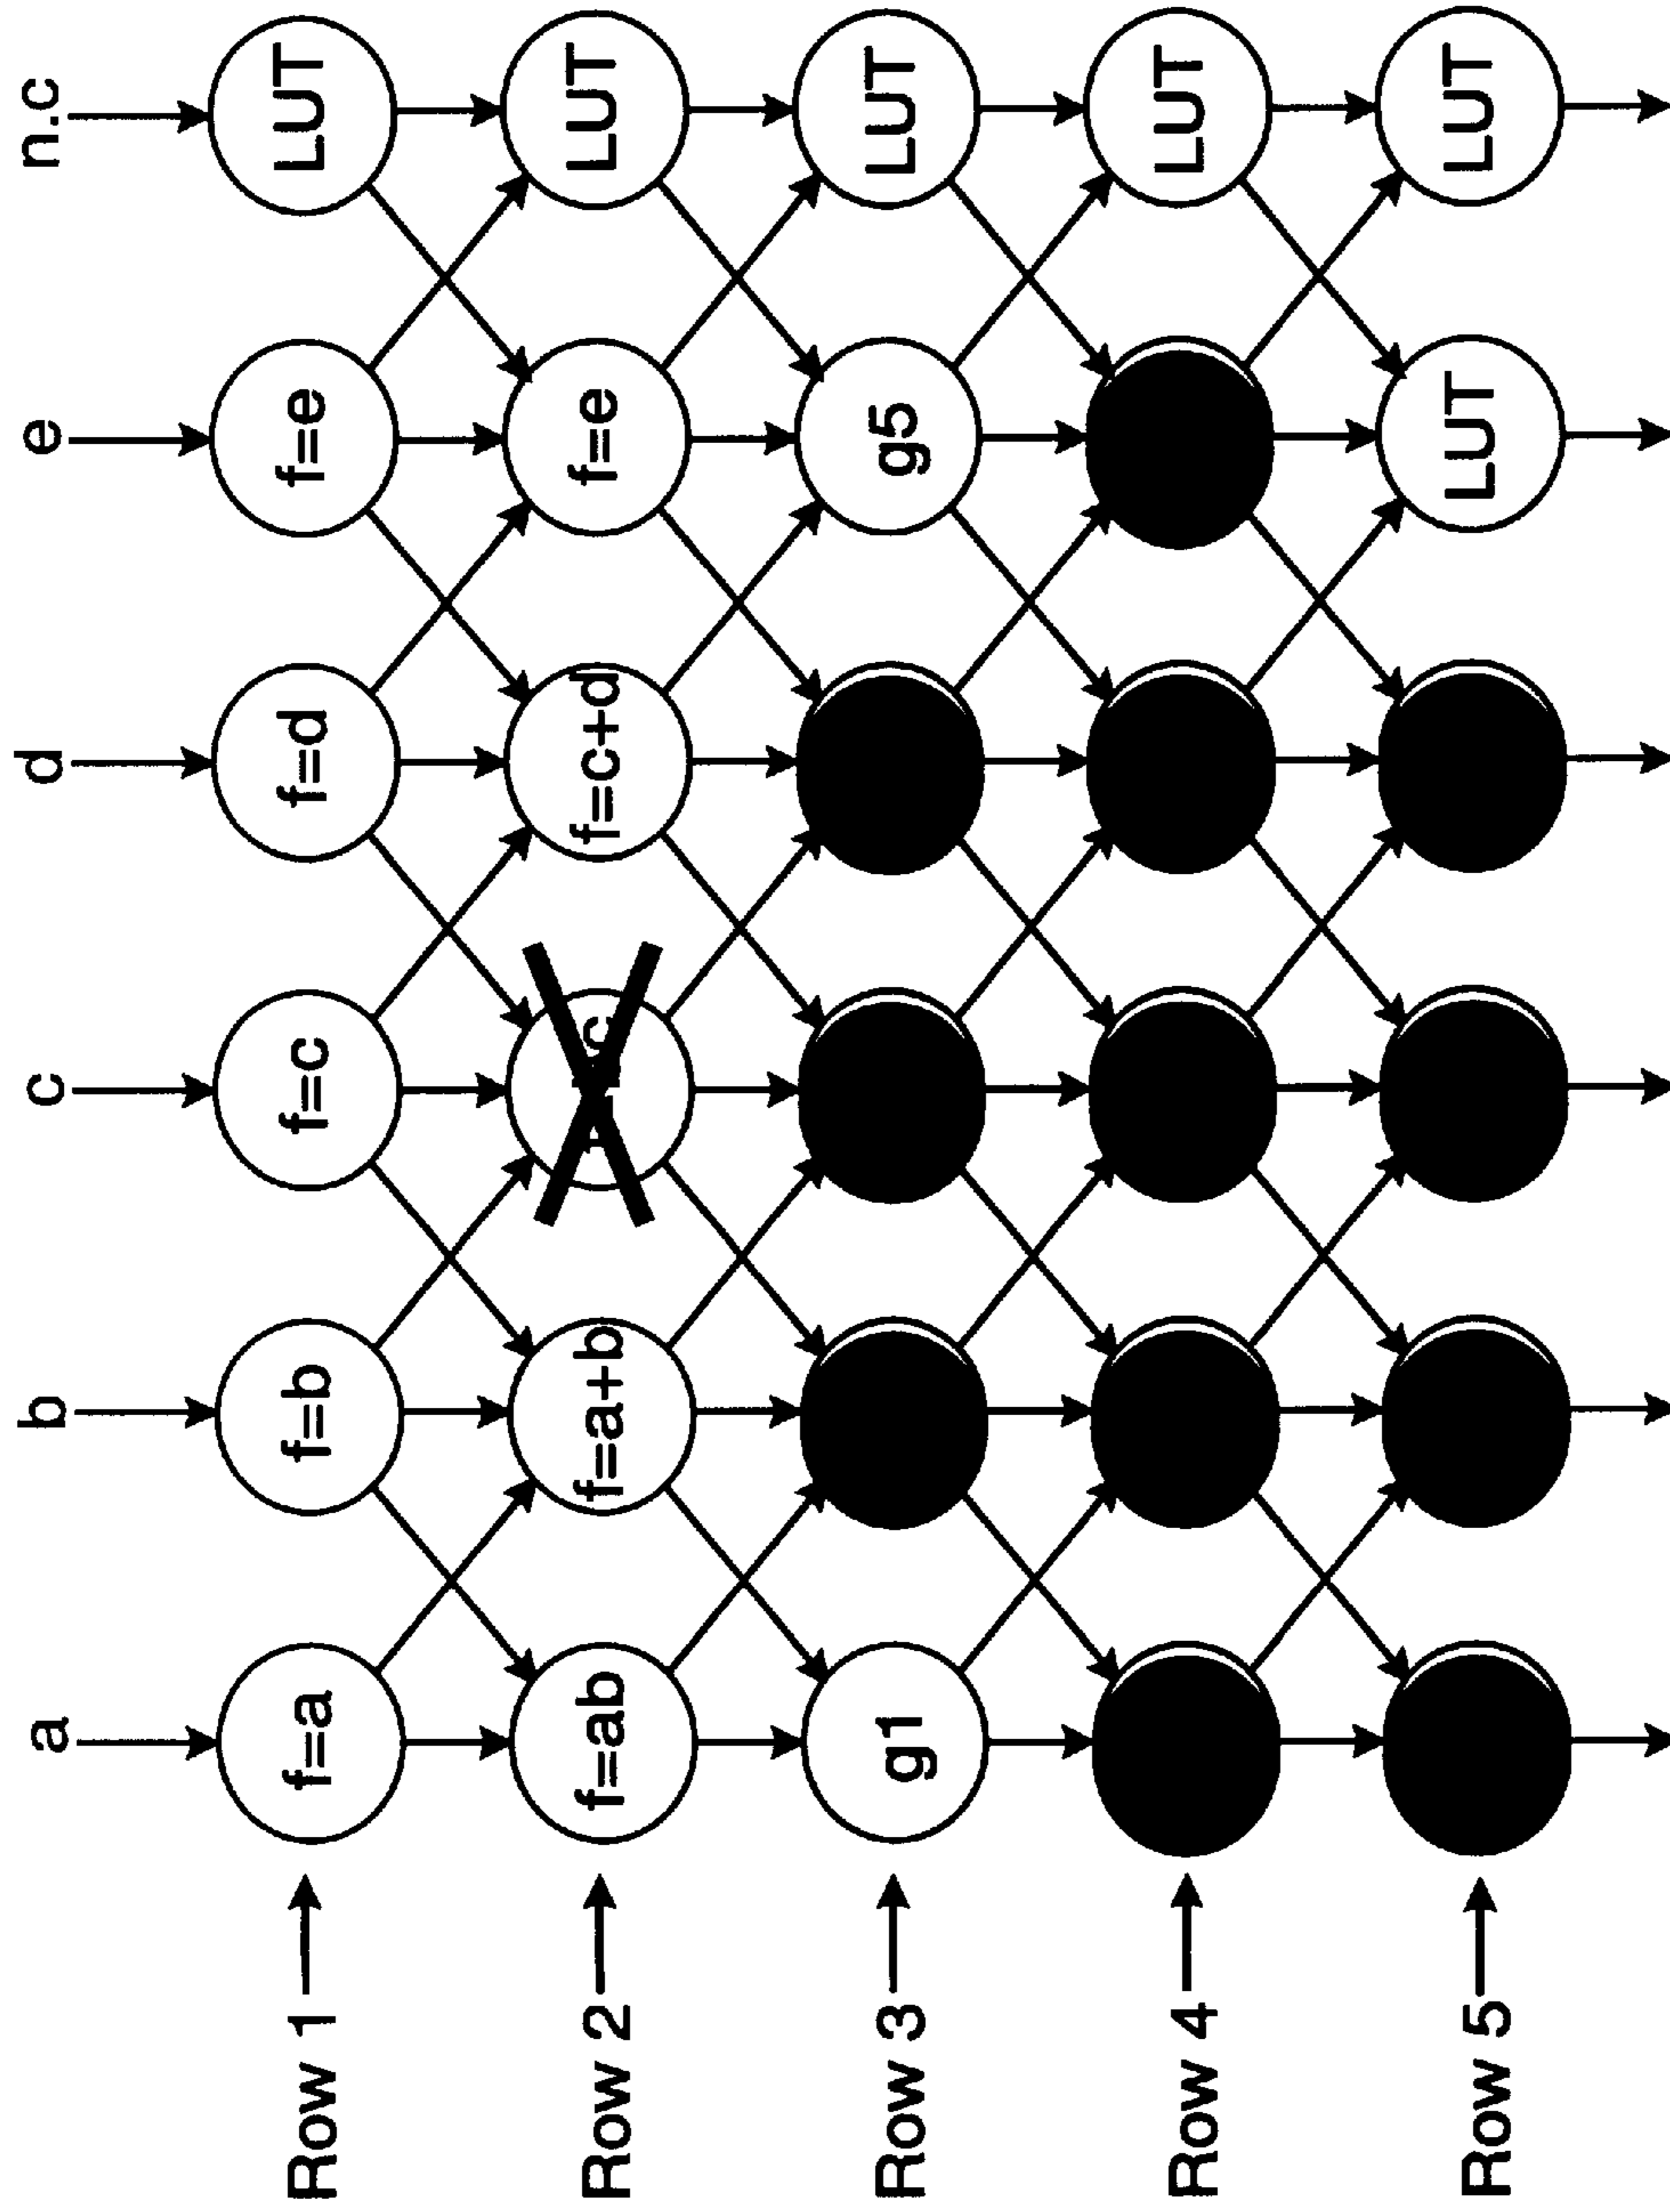 a b c d e n.c
Row 1 f=a f=b f=c f=d f=e LUT
Row 2 f=ab f=a+b f=c+d f=e LUT
Row 3 g1 g5 LUT
Row 4 LUT
Row 5 LUT LUT